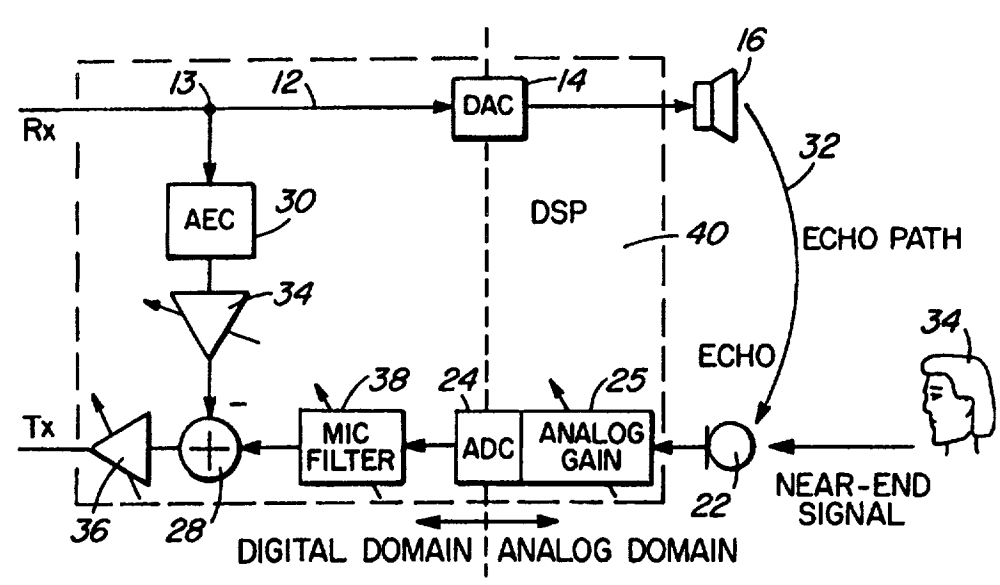 16
13
12
14
DAC
Rx
32
AEC
30
DSP
40
ECHO PATH
34
34
ECHO
38
24
25
-
Tx
MIC
FILTER
ADC
ANALOG
GAIN
36
28
22
NEAR-END
SIGNAL
DIGITAL DOMAIN
ANALOG DOMAIN